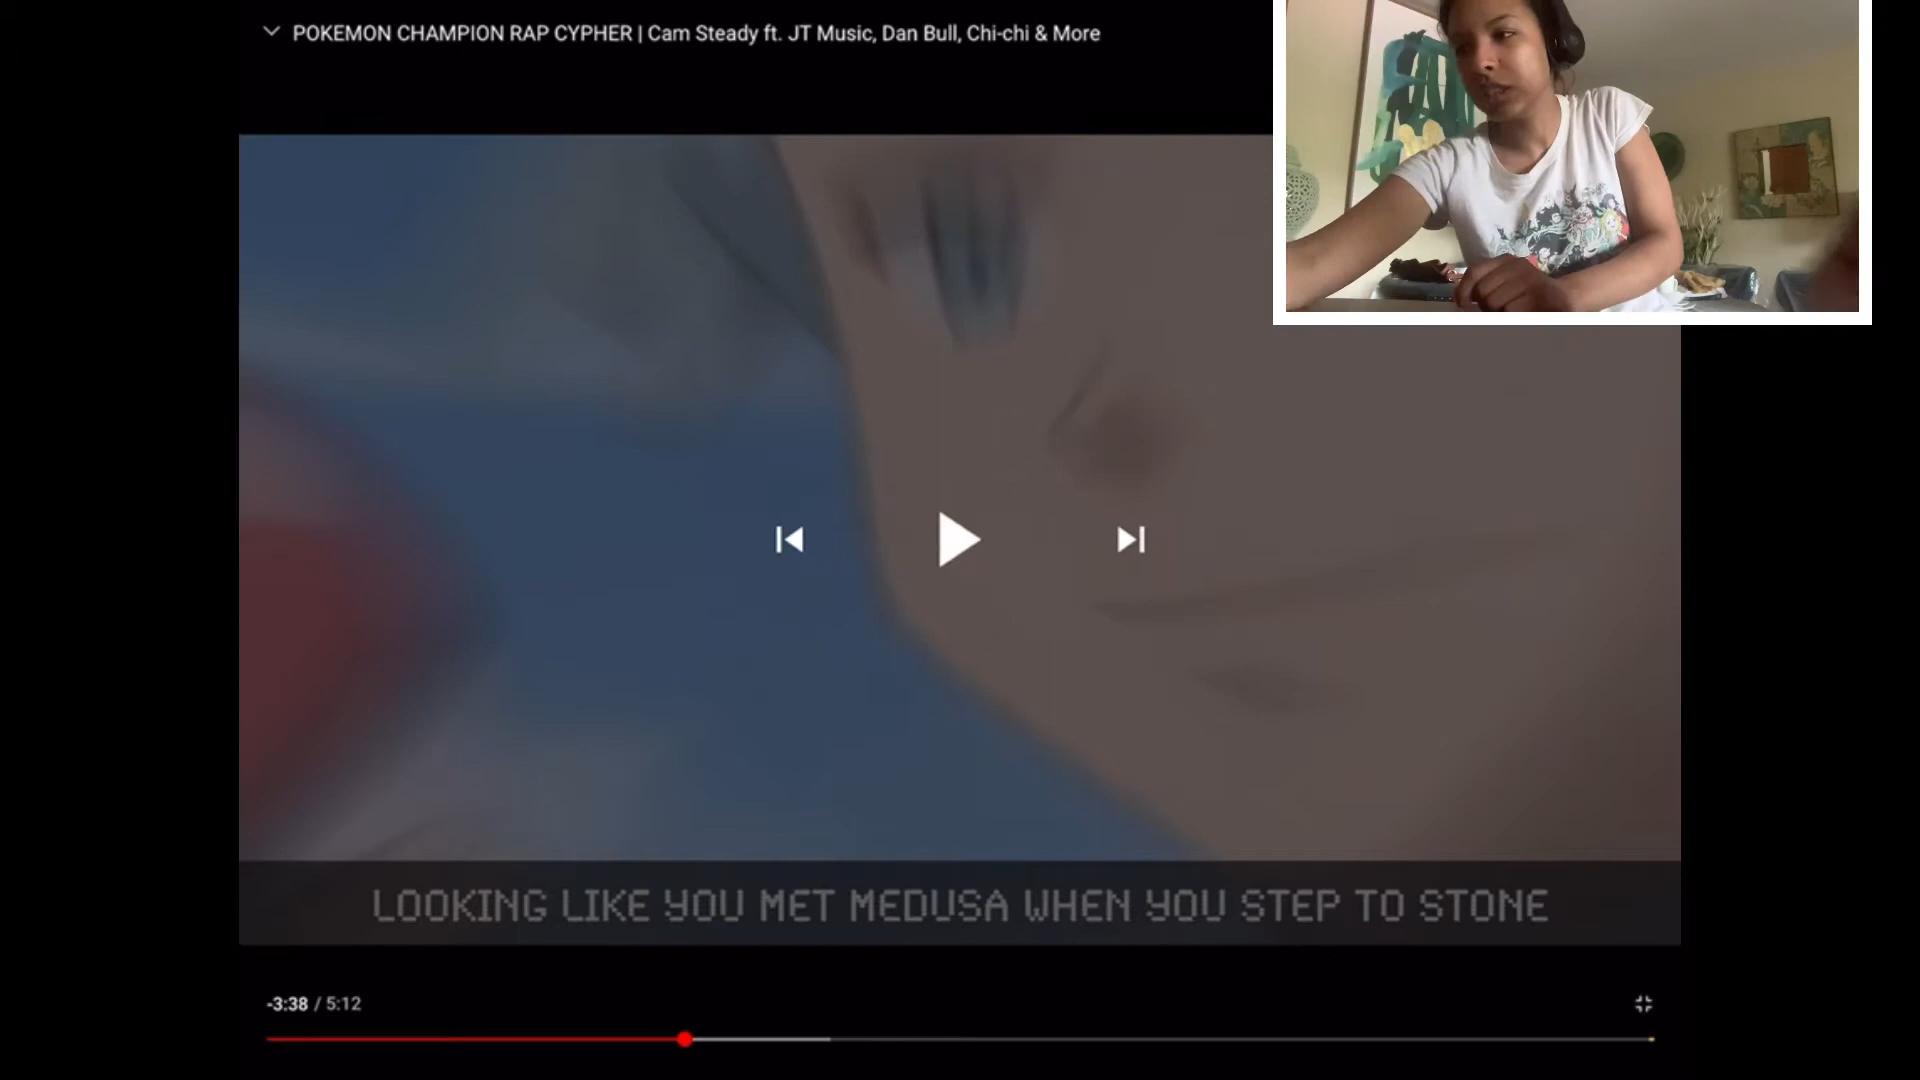 POKEMON CHAMPION RAP CYPHER | Cam Steady ft. JT Music, Dan Bull, Chi-chi & More
LOOKING LIKE YOU MET MEDUSA WHEN YOU STEP TO STONE
-3:38 / 5:12